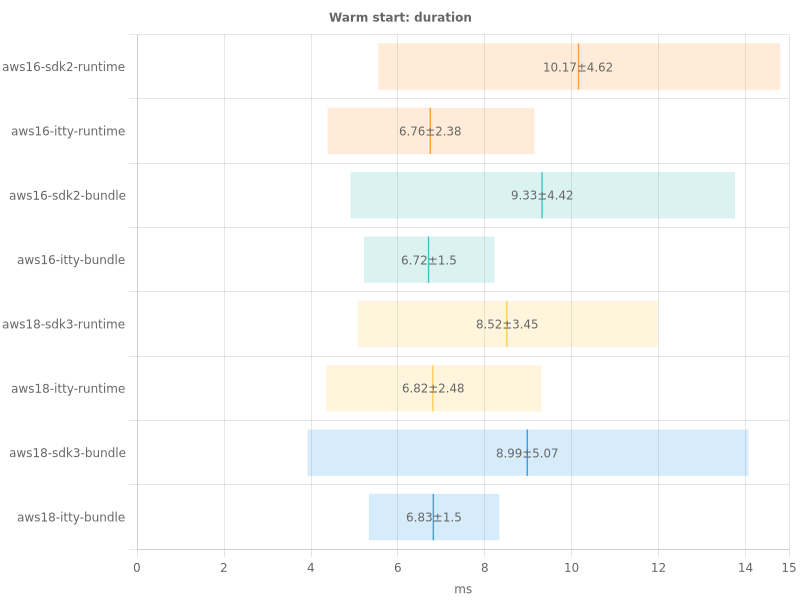 Warm start: duration
aws16-sdk2-runtime
10.17±4.62
aws16-itty-runtime
6.76±2.38
aws16-sdk2-bundle
9.33±4.42
aws16-itty-bundle
6.72±1.5
aws18-sdk3-runtime
8.52±3.45
aws18-itty-runtime
6.82±2.48
aws18-sdk3-bundle
8.99±5.07
aws18-itty-bundle
6.83±1.5
0 2 4 6 8 10 12 14 15
ms